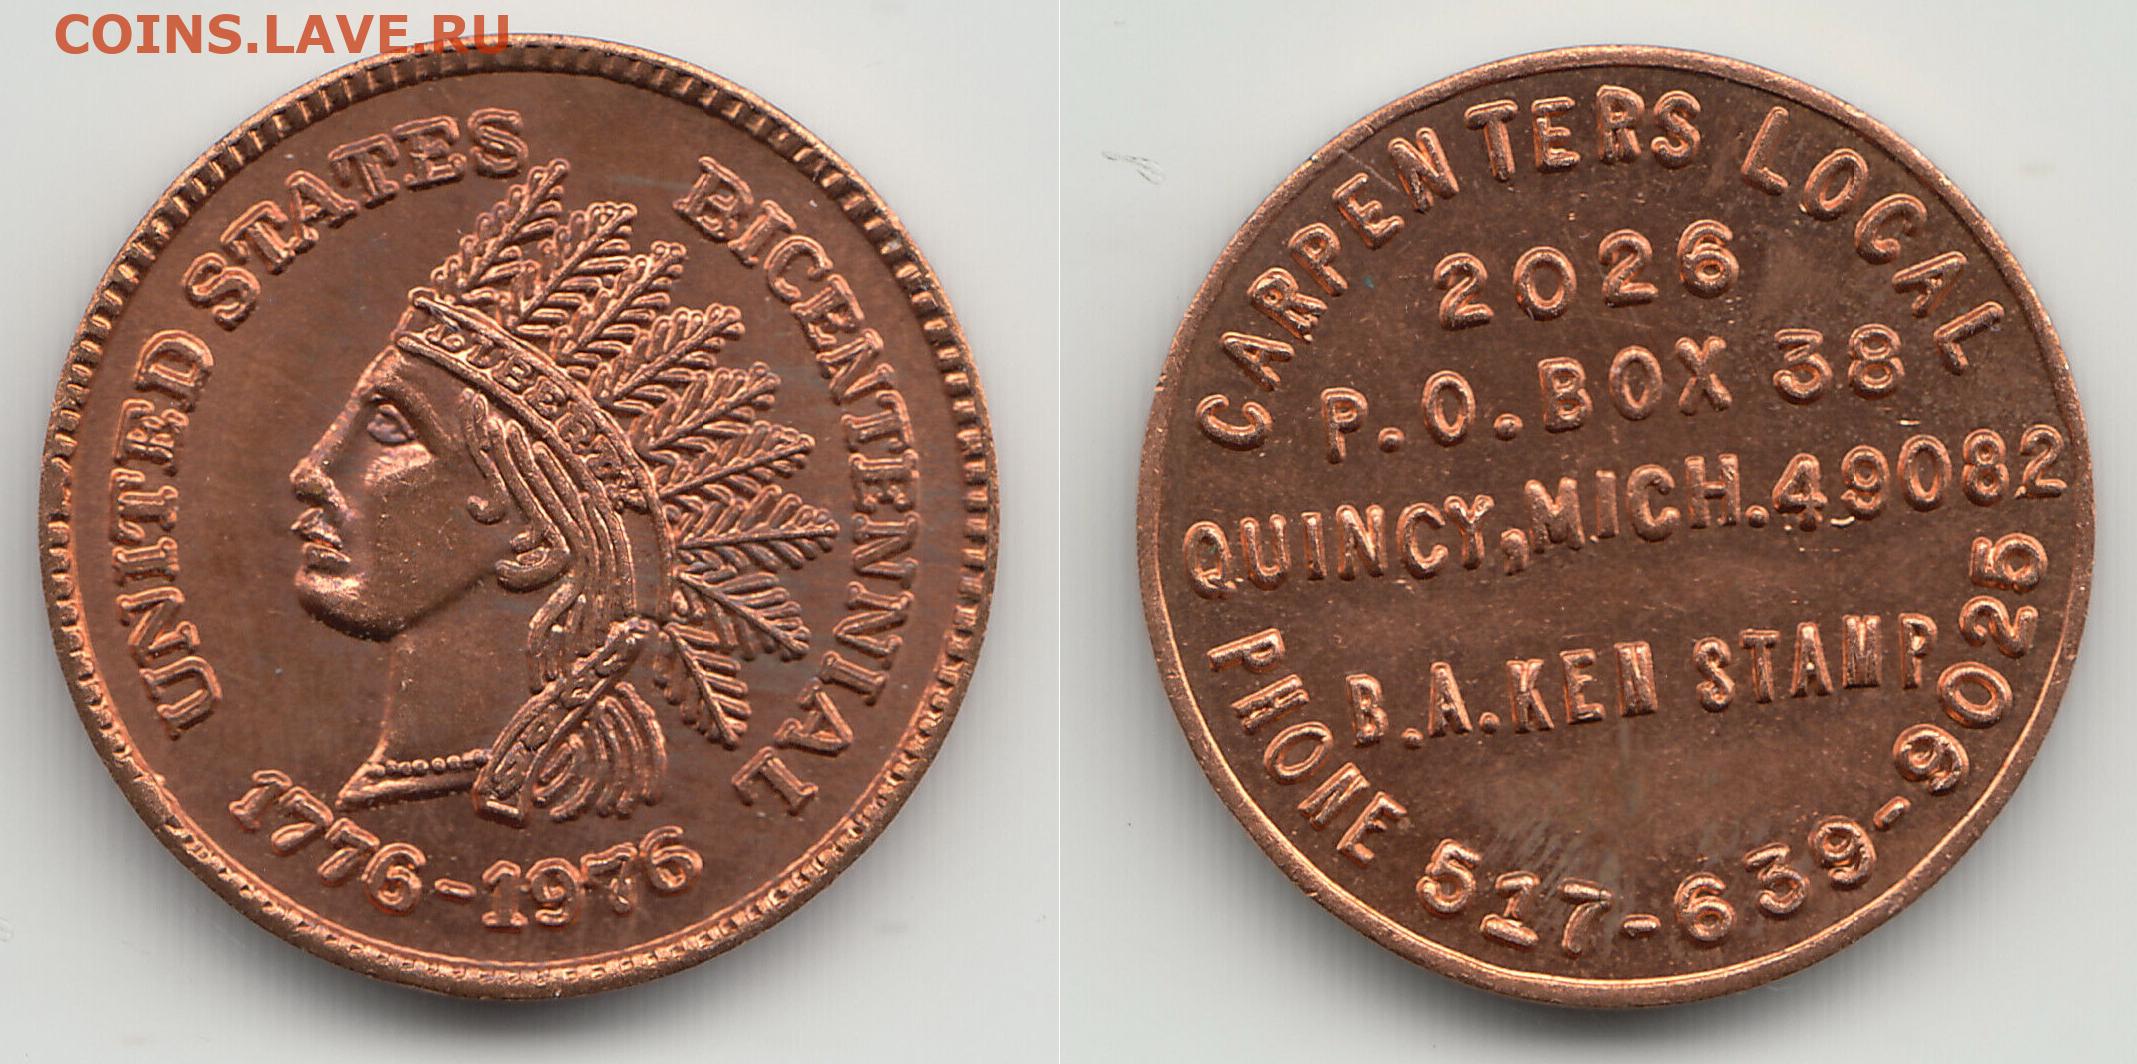 COINS.LAVE.RU
UNITED STATES BICENTENNIAL
LIBERTY
1776-1976
CARPENTERS LOCAL
2026
P.O.BOX 38
QUINCY,MICH.49082
B.A.KEN STAMP
PHONE 517-639-9025